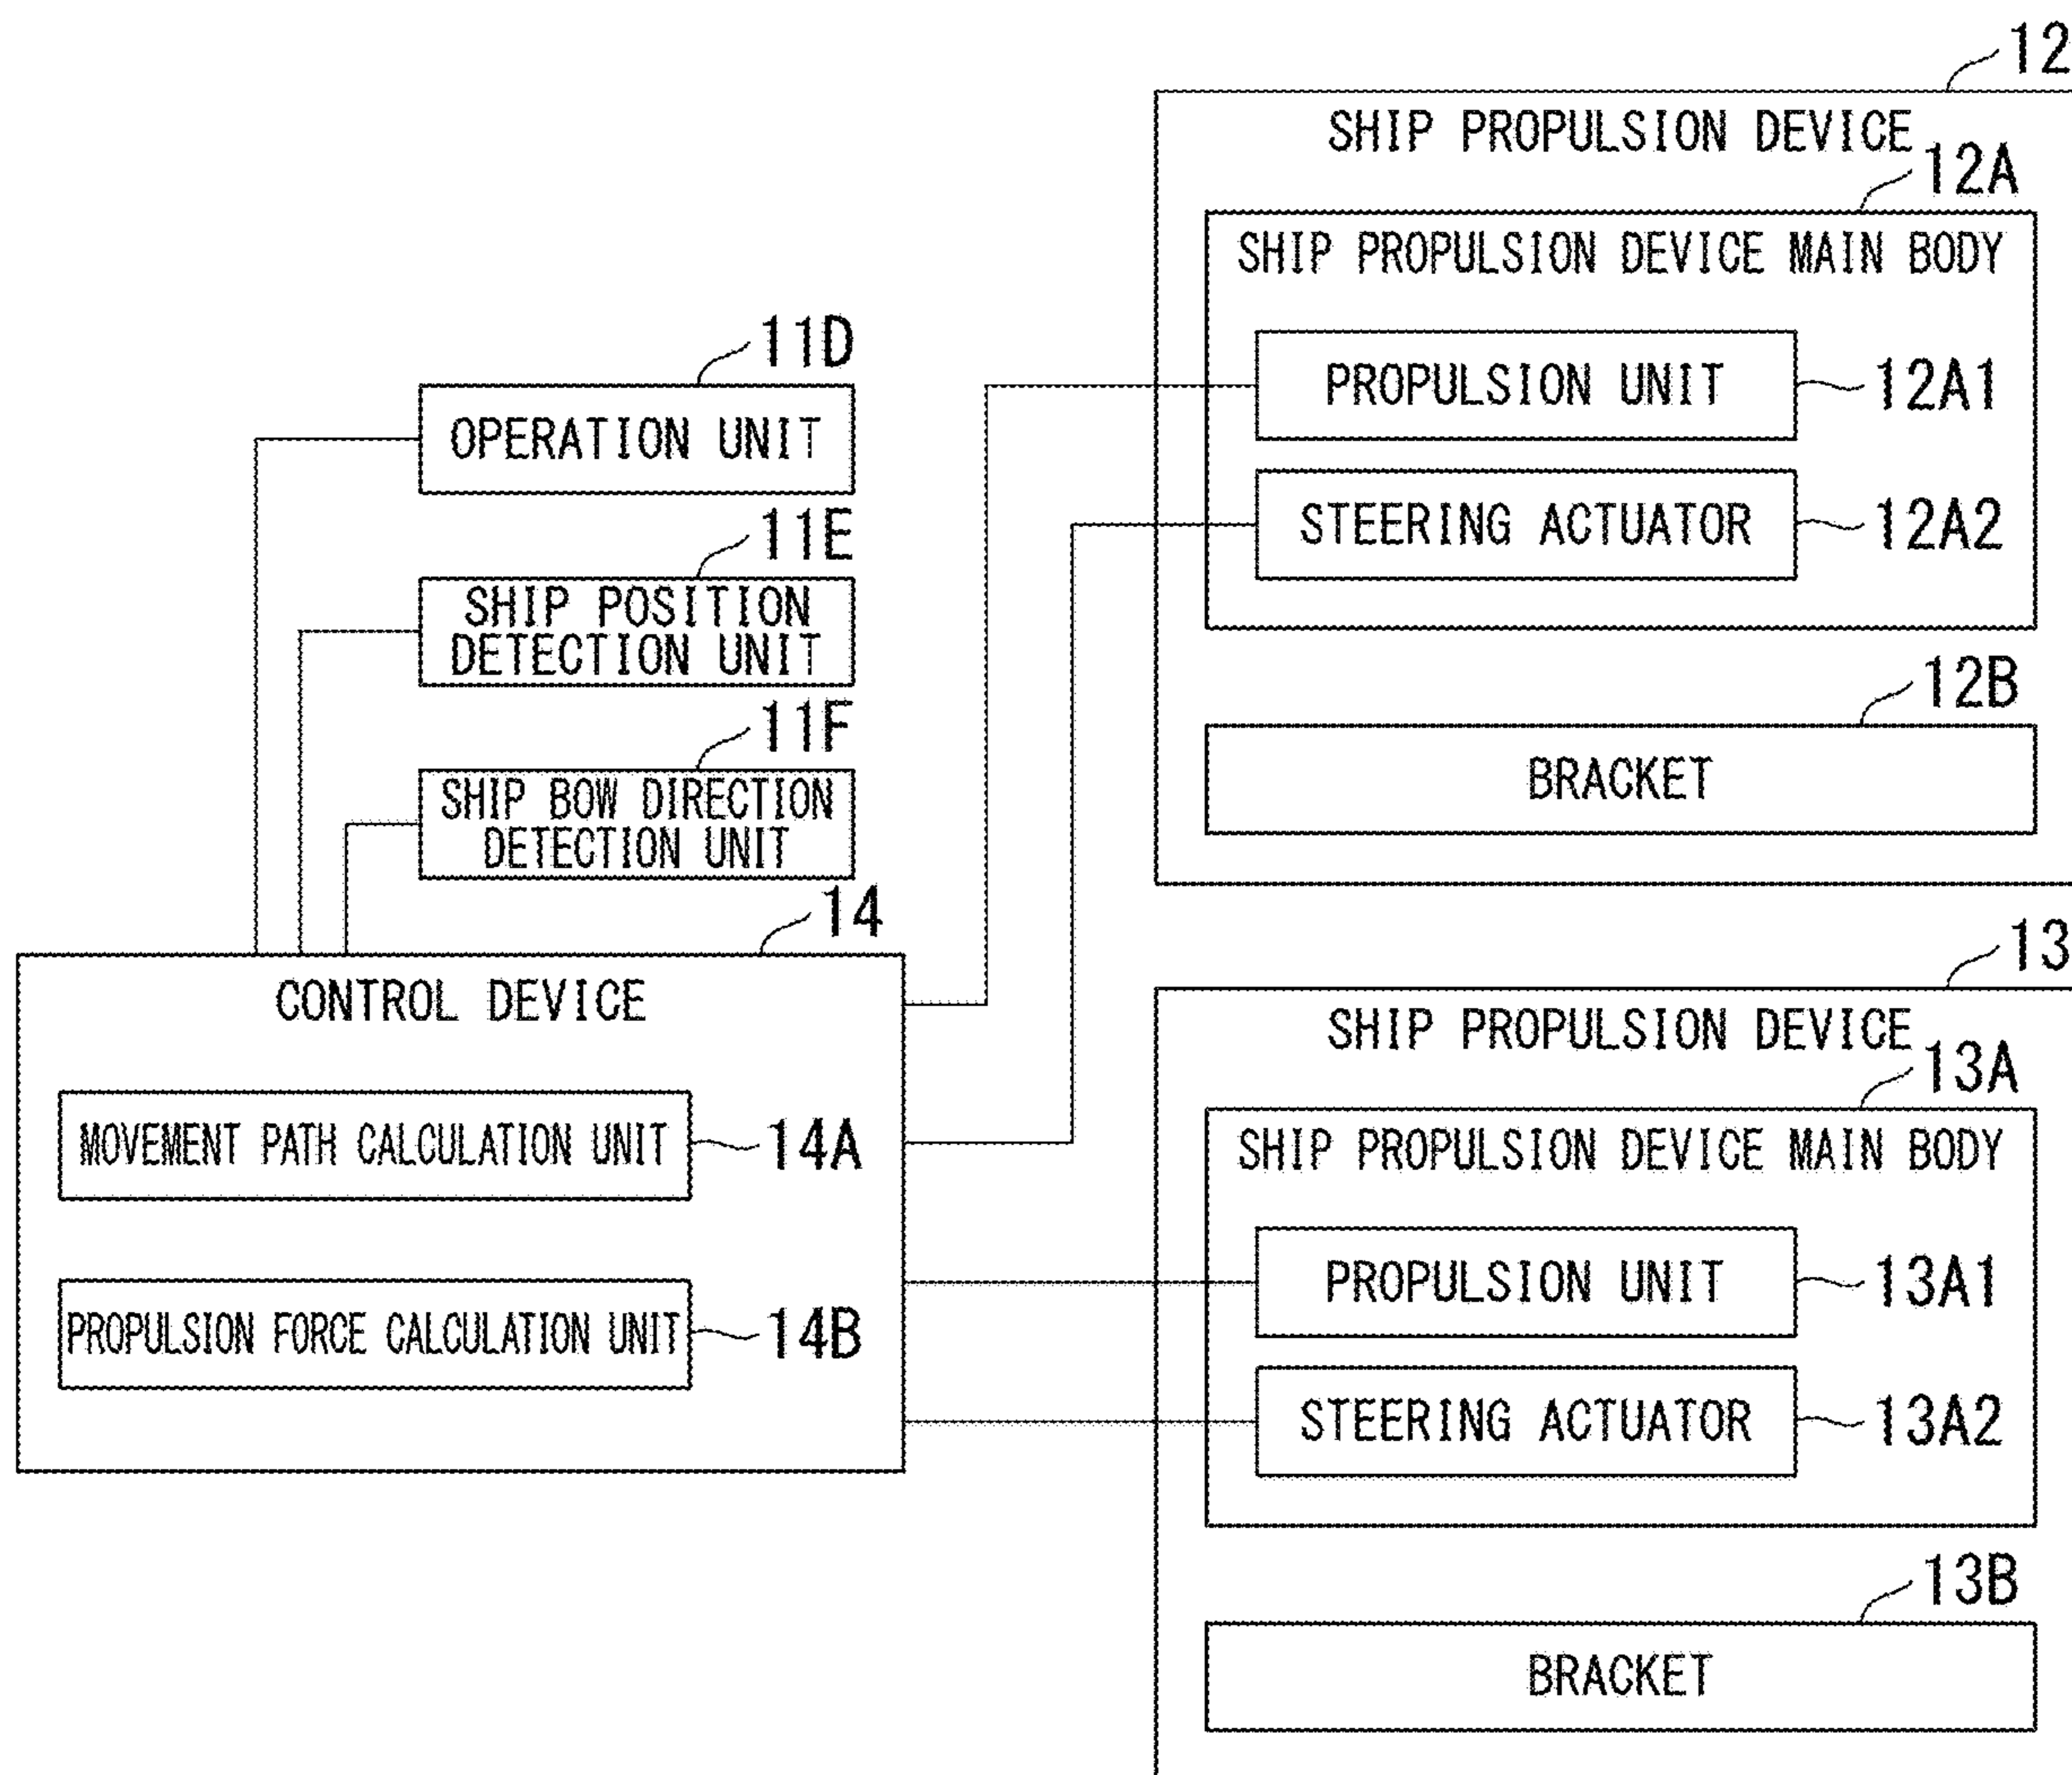 12
SHIP PROPULSION DEVICE
12A
SHIP PROPULSION DEVICE MAIN BODY
PROPULSION UNIT
12A1
STEERING ACTUATOR
12A2
12B
BRACKET
11D
OPERATION UNIT
11E
SHIP POSITION
DETECTION UNIT
11F
SHIP BOW DIRECTION
DETECTION UNIT
14
CONTROL DEVICE
MOVEMENT PATH CALCULATION UNIT
14A
PROPULSION FORCE CALCULATION UNIT
14B
13
SHIP PROPULSION DEVICE
13A
SHIP PROPULSION DEVICE MAIN BODY
PROPULSION UNIT
13A1
STEERING ACTUATOR
13A2
13B
BRACKET